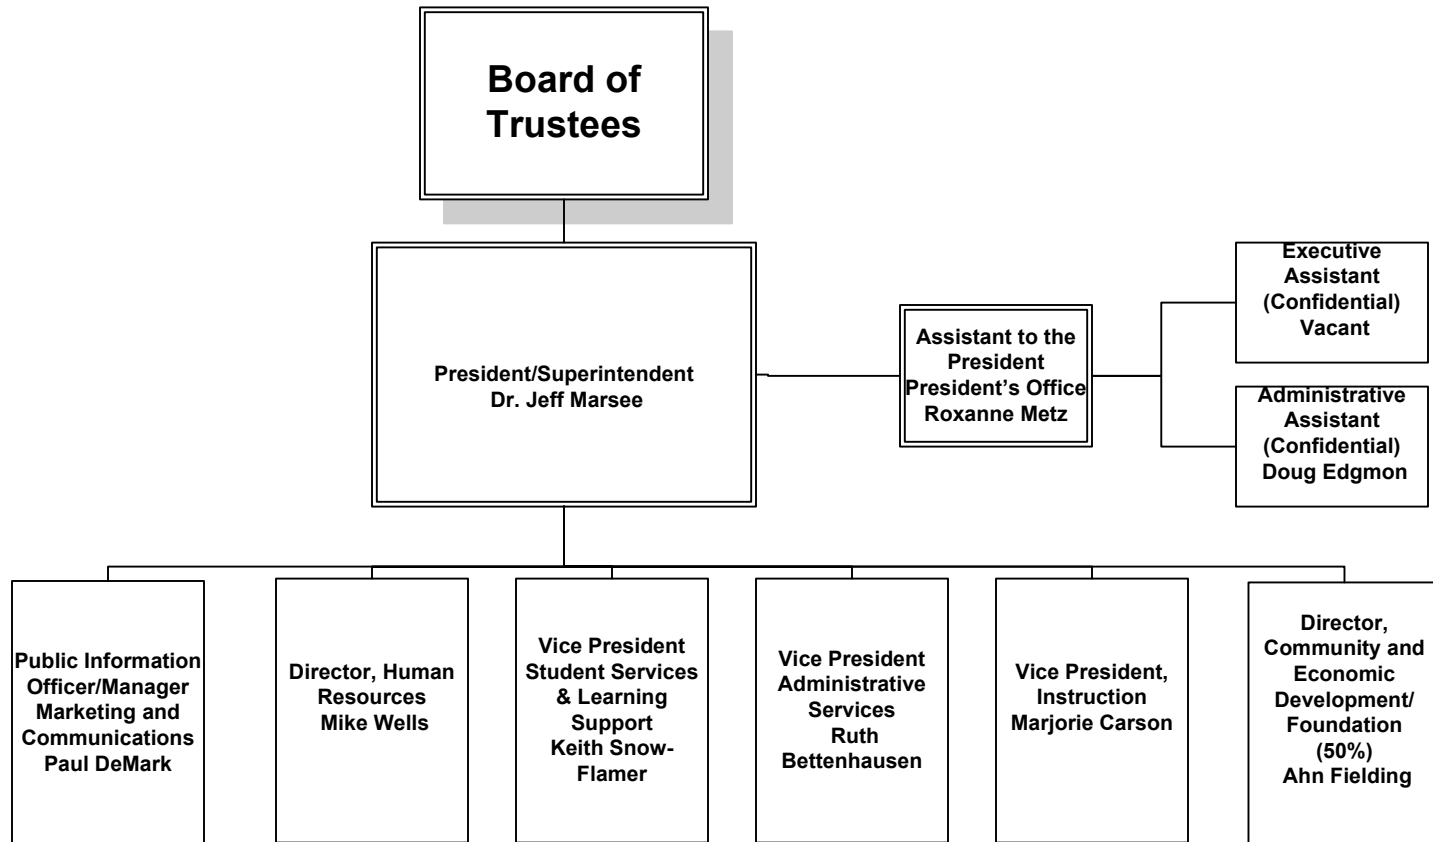 Board of
Trustees
President/Superintendent
Dr. Jeff Marsee
Assistant to the
President
President's Office
Roxanne Metz
Executive
Assistant
(Confidential)
Vacant
Administrative
Assistant
(Confidential)
Doug Edgmon
Public Information
Officer/Manager
Marketing and
Communications
Paul DeMark
Director, Human
Resources
Mike Wells
Vice President
Student Services
& Learning
Support
Keith Snow-
Flamer
Vice President
Administrative
Services
Ruth
Bettenhausen
Vice President,
Instruction
Marjorie Carson
Director,
Community and
Economic
Development/
Foundation
(50%)
Ahn Fielding